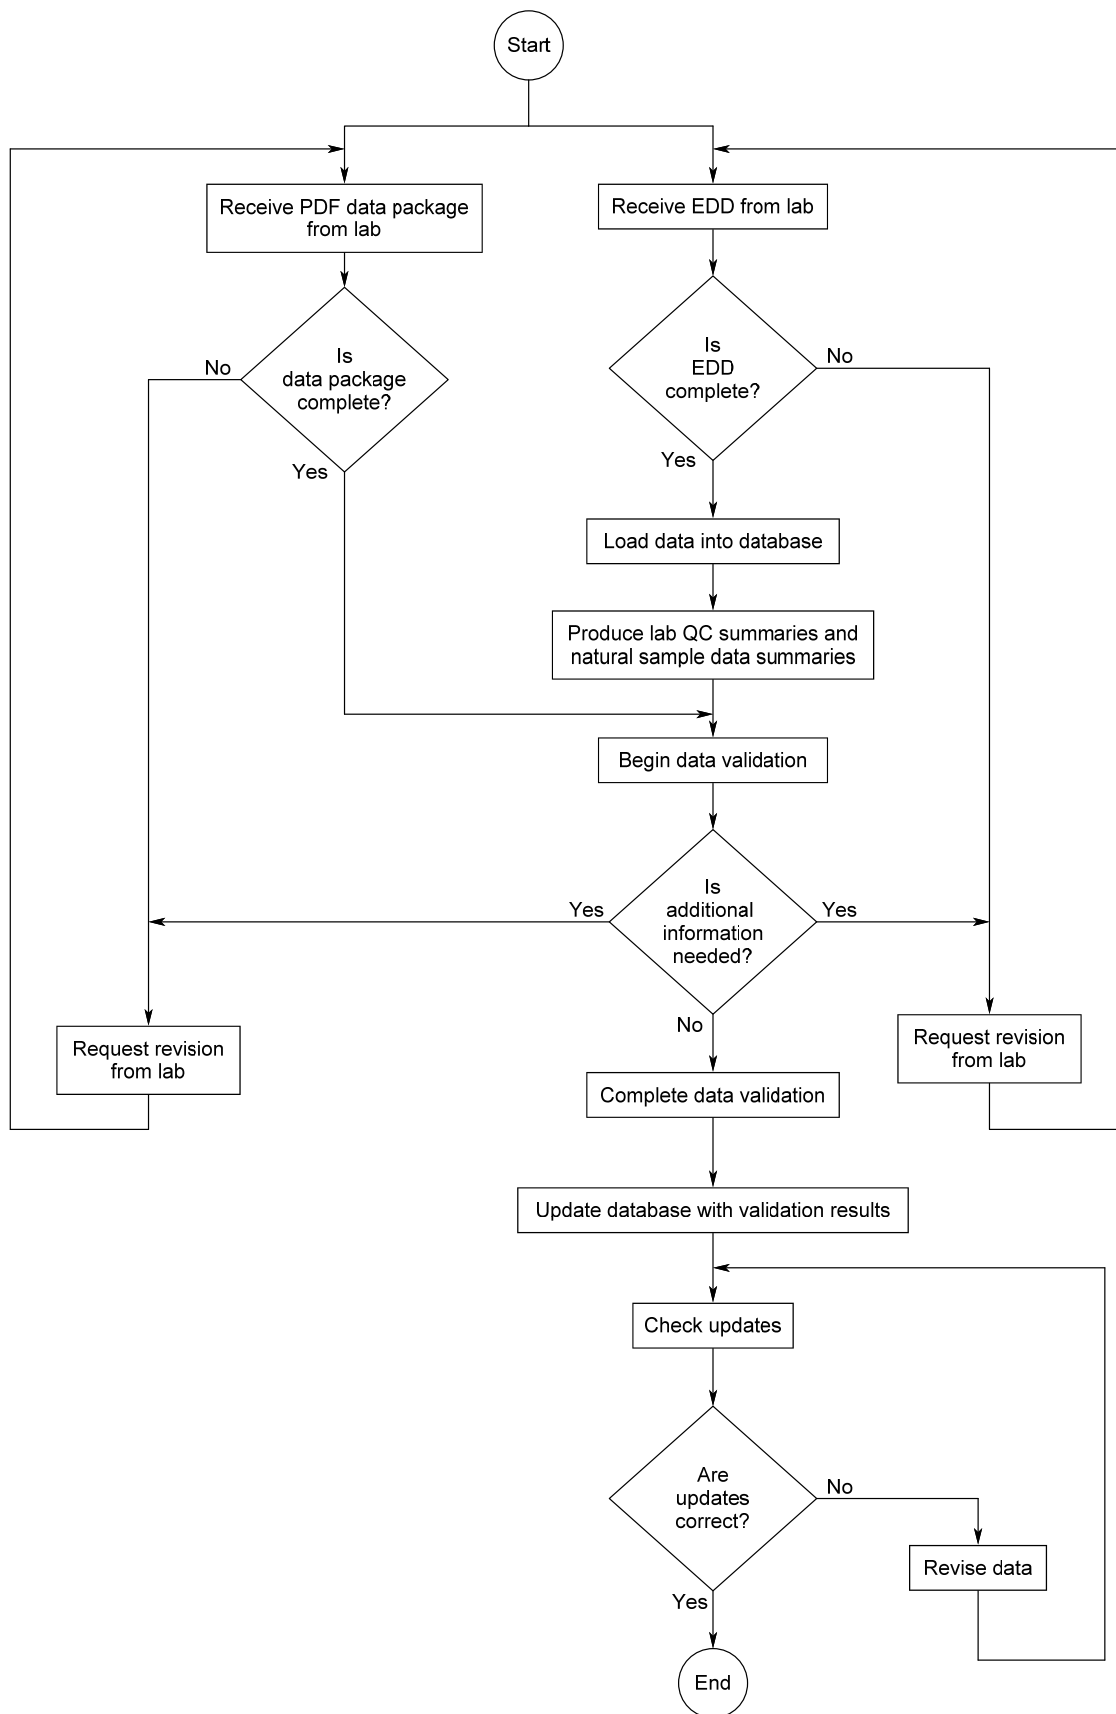 Start
Receive PDF data package
from lab
Receive EDD from lab
Is
data package
complete?
No
Yes
Is
EDD
complete?
No
Yes
Load data into database
Produce lab QC summaries and
natural sample data summaries
Begin data validation
Is
additional
information
needed?
Yes
Yes
No
Request revision
from lab
Request revision
from lab
Complete data validation
Update database with validation results
Check updates
Are
updates
correct?
No
Revise data
Yes
End